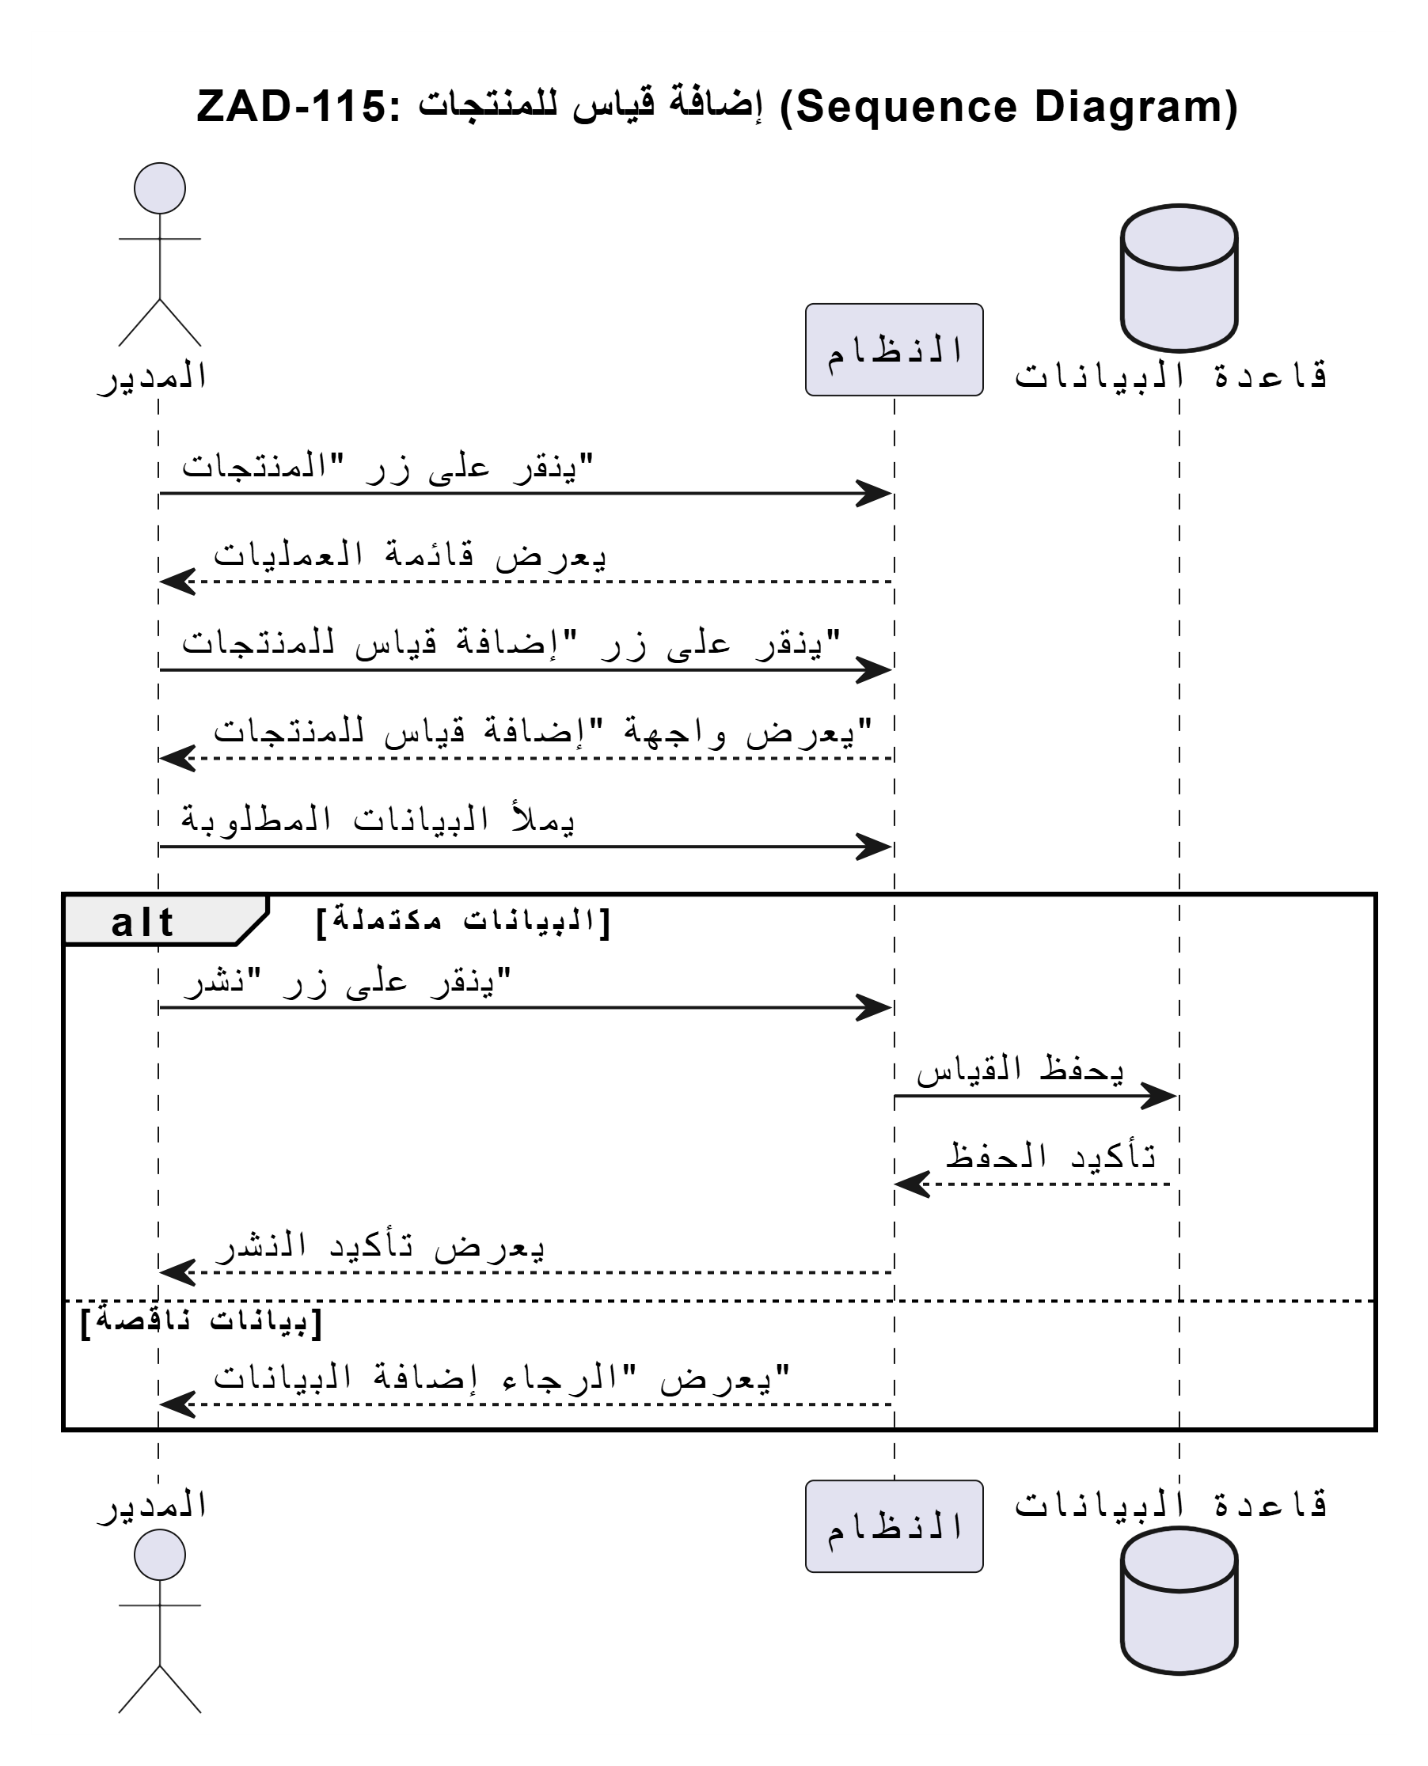 ZAD-115: إضافة قياس للمنتجات (Sequence Diagram)
المدير
النظام
قاعدة البيانات
ينقر على زر "المنتجات"
يعرض قائمة العمليات
ينقر على زر "إضافة قياس للمنتجات"
يعرض واجهة "إضافة قياس للمنتجات"
يملأ البيانات المطلوبة
alt [البيانات مكتملة]
ينقر على زر "نشر"
يحفظ القياس
تأكيد الحفظ
يعرض تأكيد النشر
[بيانات ناقصة]
يعرض "الرجاء إضافة البيانات"
المدير
النظام
قاعدة البيانات